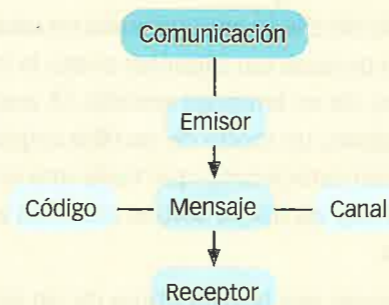 Comunicación
Emisor
Código
Mensaje
Canal
Receptor